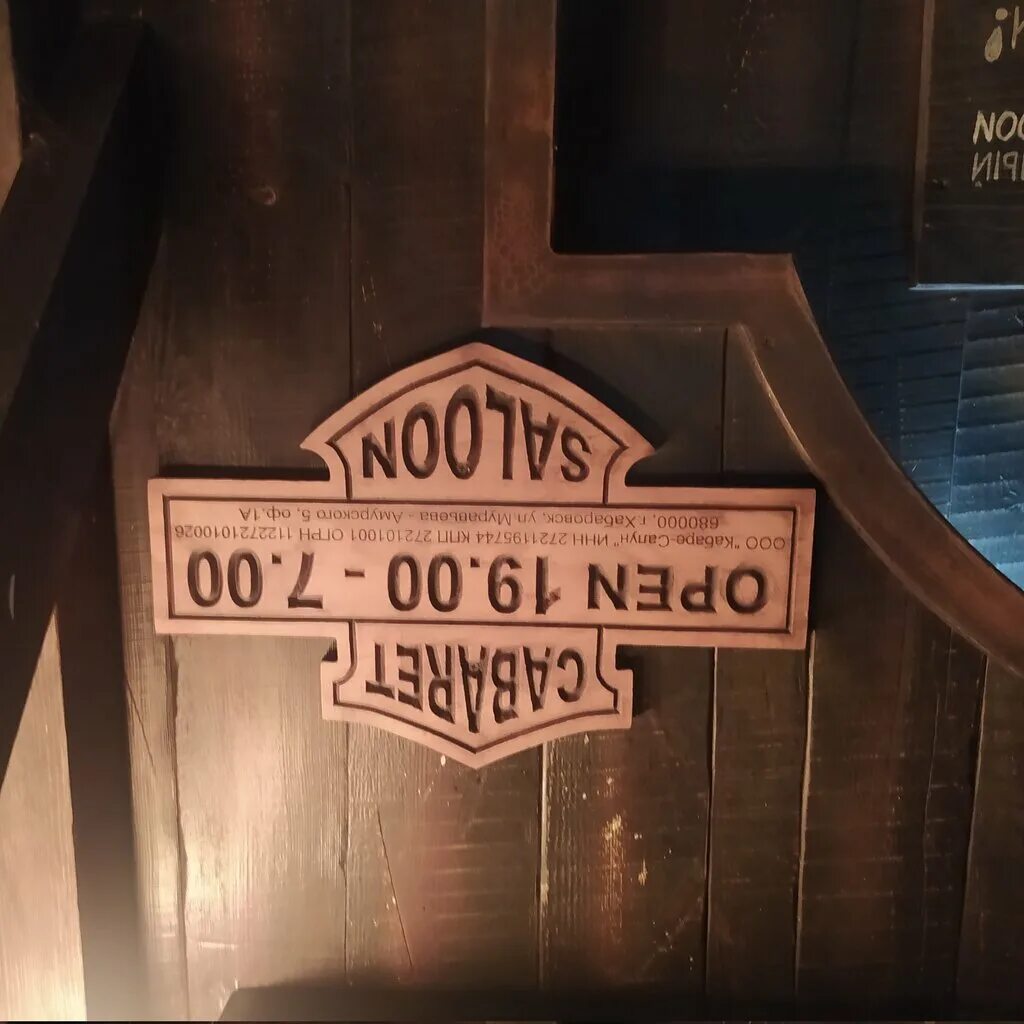 CABARET
OPEN 19.00 - 7.00
ООО "Кабаре-Салун" ИНН 2721195744 КПП 272101001 ОГРН 1122721010026
680000, г.Хабаровск, ул.Муравьева - Амурского 5, оф.1А
SALOON